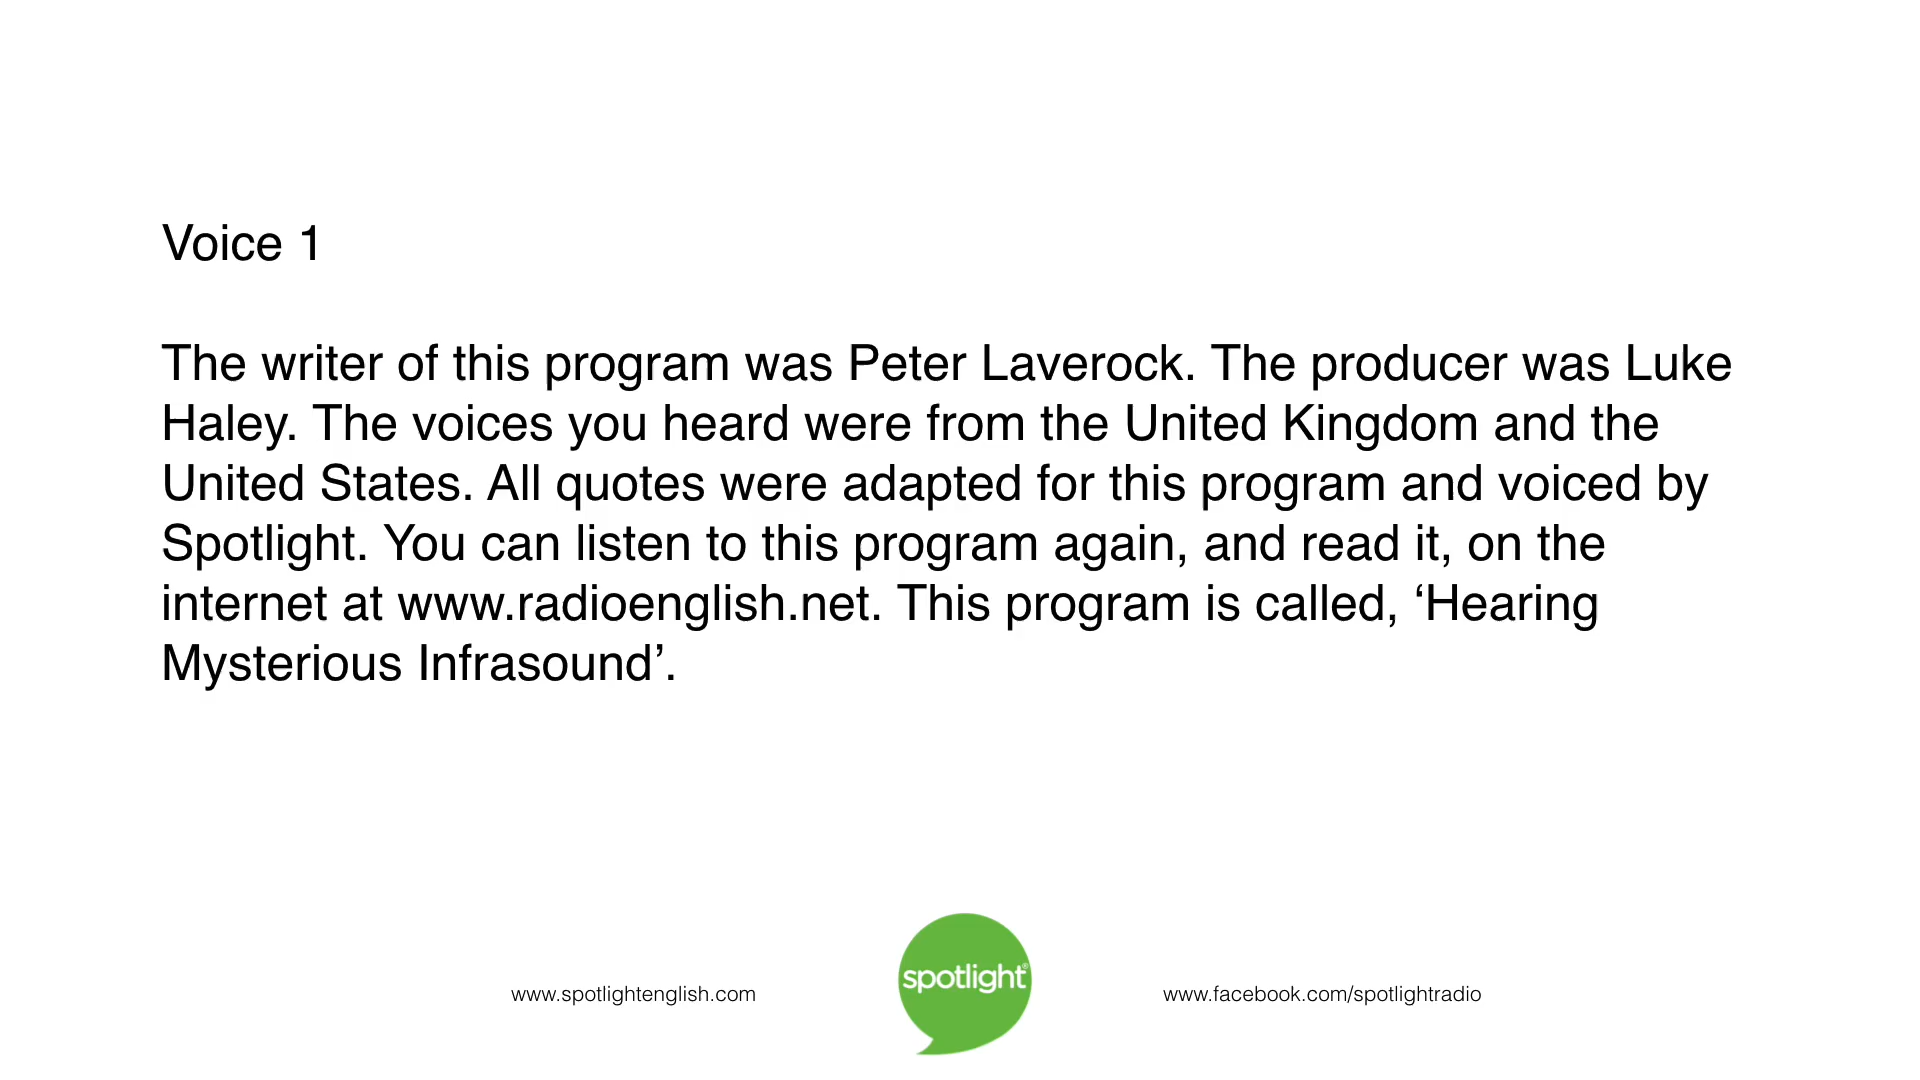 Voice 1
The writer of this program was Peter Laverock. The producer was Luke
Haley. The voices you heard were from the United Kingdom and the
United States. All quotes were adapted for this program and voiced by
Spotlight. You can listen to this program again, and read it, on the
internet at www.radioenglish.net. This program is called, ‘Hearing
Mysterious Infrasound’.
www.spotlightenglish.com
spotlight®
www.facebook.com/spotlightradio